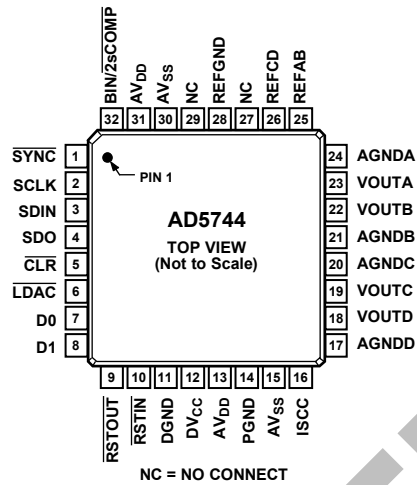 BIN/2sCOMP
AVDD
AVSS
NC
REFGND
NC
REFCD
REFAB
32 31 30 29 28 27 26 25
SYNC 1
SCLK 2
SDIN 3
SDO 4
CLR 5
LDAC 6
D0 7
D1 8
PIN 1
AD5744
TOP VIEW
(Not to Scale)
24 AGNDA
23 VOUTA
22 VOUTB
21 AGNDB
20 AGNDC
19 VOUTC
18 VOUTD
17 AGNDD
9 10 11 12 13 14 15 16
RSTOUT
RSTIN
DGND
DVCC
AVDD
PGND
AVSS
ISCC
NC = NO CONNECT